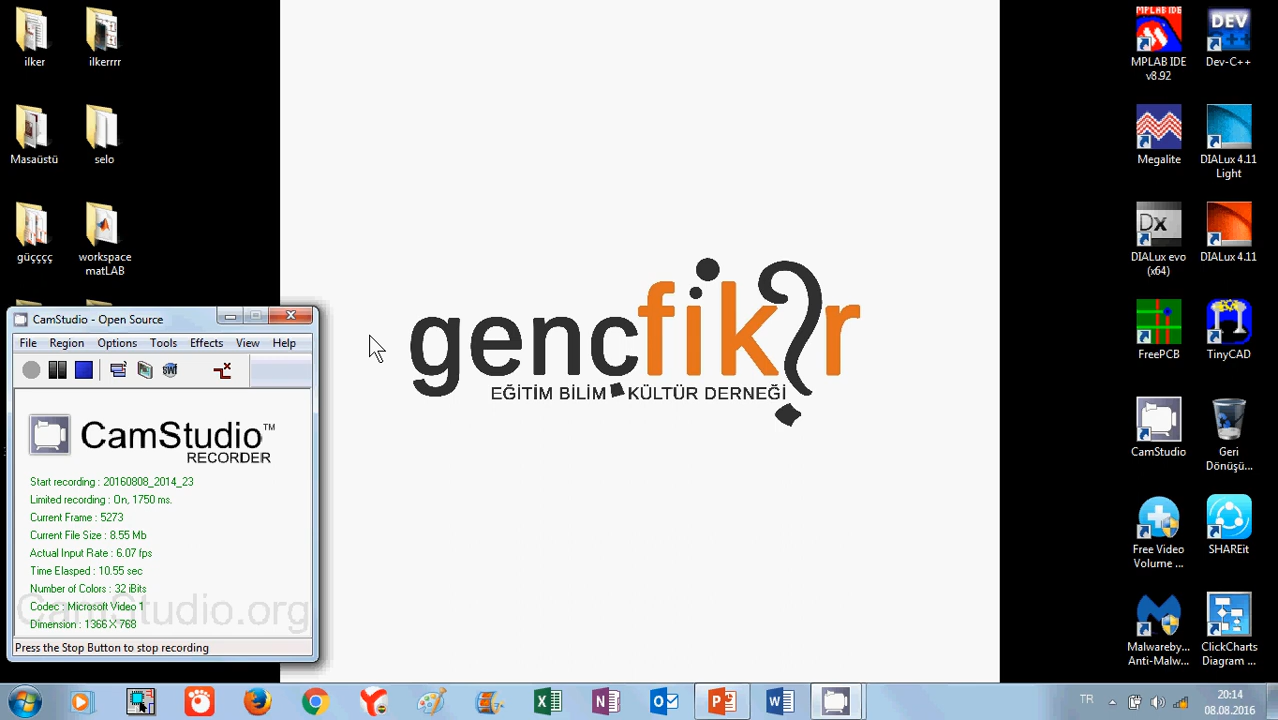 ilker
ilkerrrr
Masaüstü
selo
güçççç
workspace
matLAB
MPLAB IDE
MPLAB IDE
v8.92
DEV
C++
Dev-C++
Megalite
DIALux 4.11
Light
Dx
DIALux evo
(x64)
DIALux 4.11
FreePCB
TinyCAD
CamStudio
Geri
Dönüşü...
Free Video
Volume ...
SHAREit
Malwareby...
Anti-Malw...
ClickCharts
Diagram ...
gencfikir
EĞİTİM BİLİM KÜLTÜR DERNEĞİ
CamStudio - Open Source
File Region Options Tools Effects View Help
SWF
CamStudio™
RECORDER
Start recording : 20160808_2014_23
Limited recording : On, 1750 ms.
Current Frame : 5273
Current File Size : 8.55 Mb
Actual Input Rate : 6.07 fps
Time Elasped : 10.55 sec
Number of Colors : 32 iBits
Codec : Microsoft Video 1
CamStudio.org
Dimension : 1366 X 768
Press the Stop Button to stop recording
TR
20:14
08.08.2016